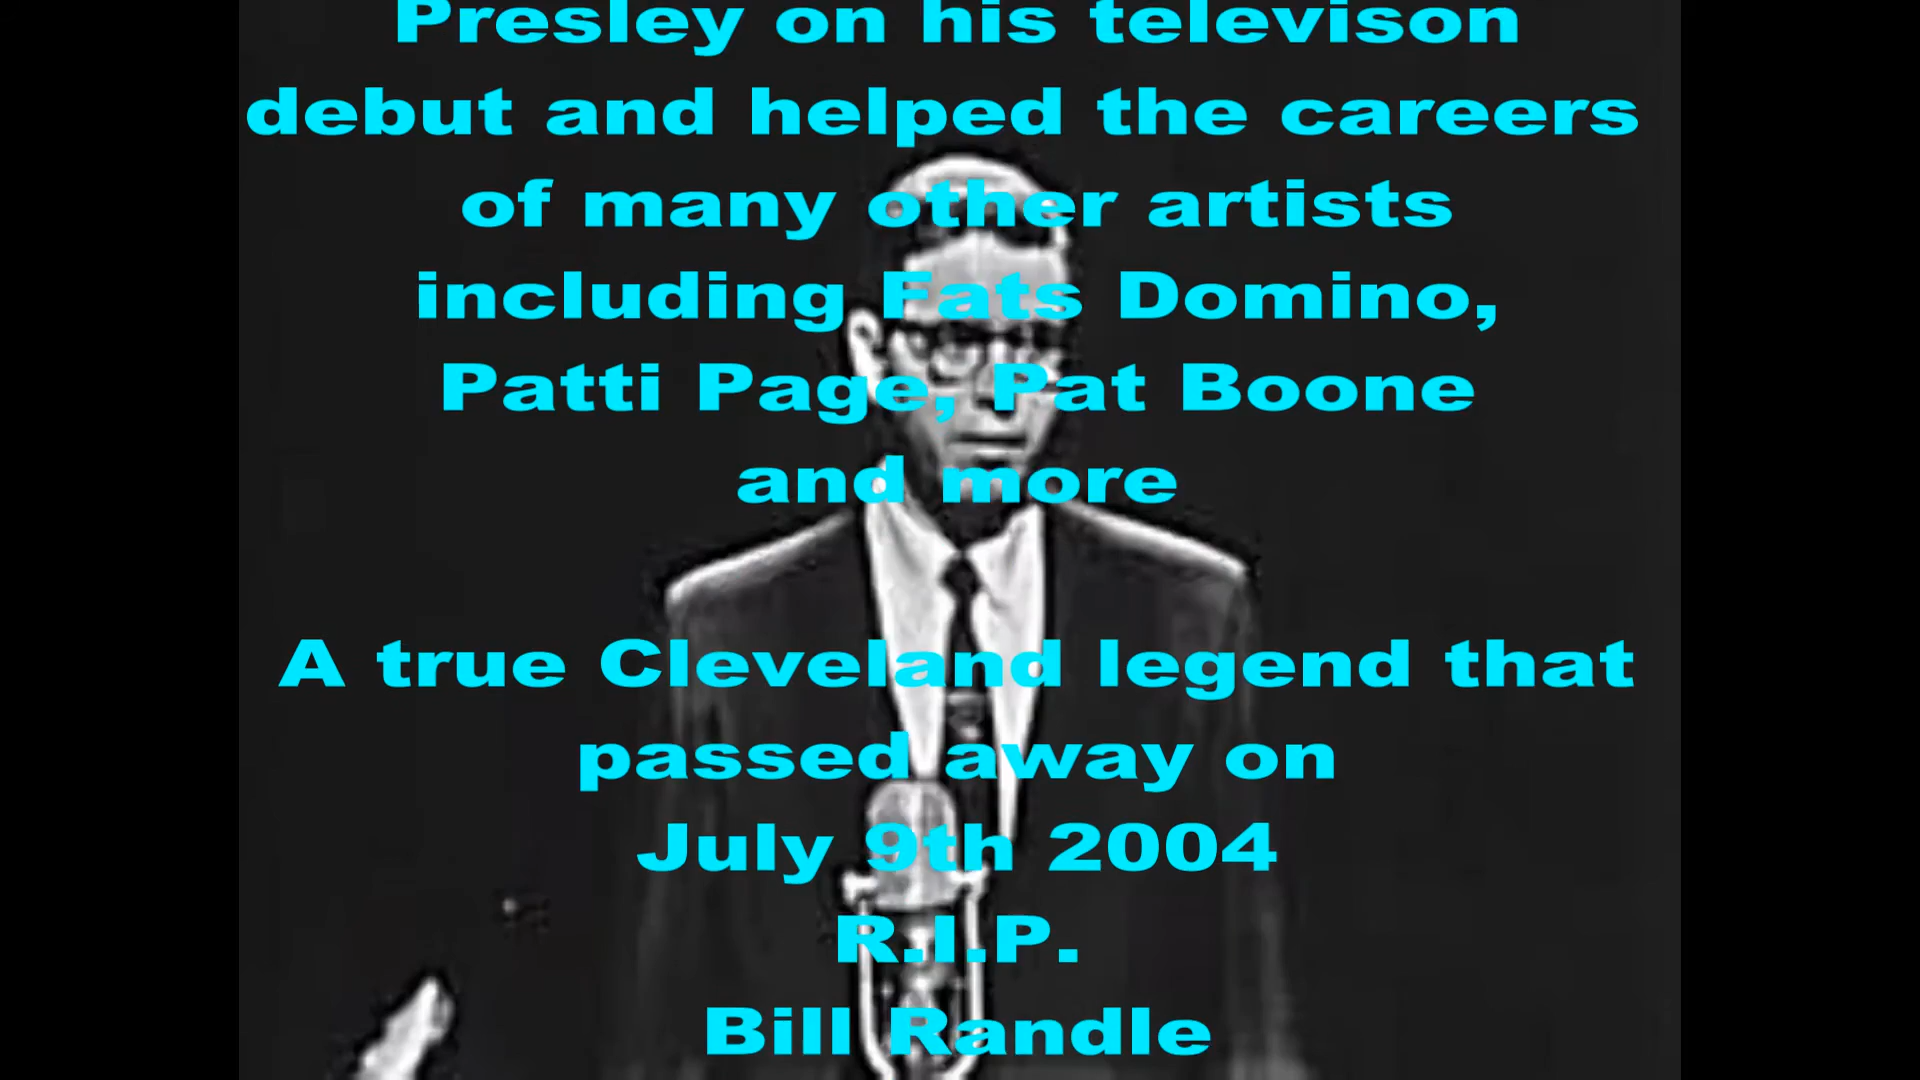 Presley on his televison
debut and helped the careers
of many other artists
including Fats Domino,
Patti Page, Pat Boone
and more
A true Cleveland legend that
passed away on
July 9th 2004
R.I.P.
Bill Randle